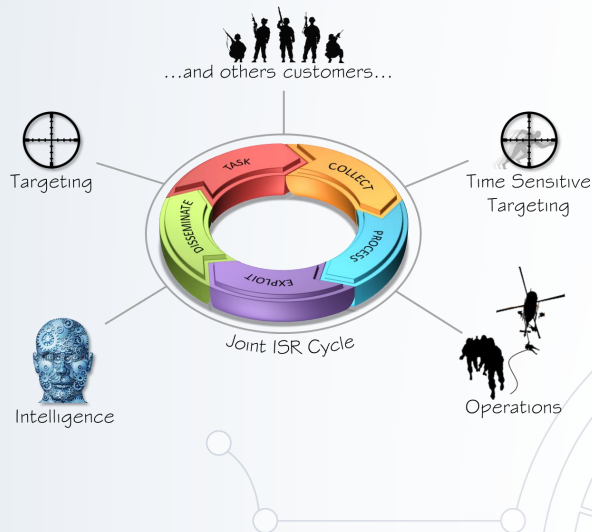 ...and others customers...
Targeting
Time Sensitive
Targeting
TASK
COLLECT
PROCESS
EXPLOIT
DISSEMINATE
Joint ISR Cycle
Intelligence
Operations